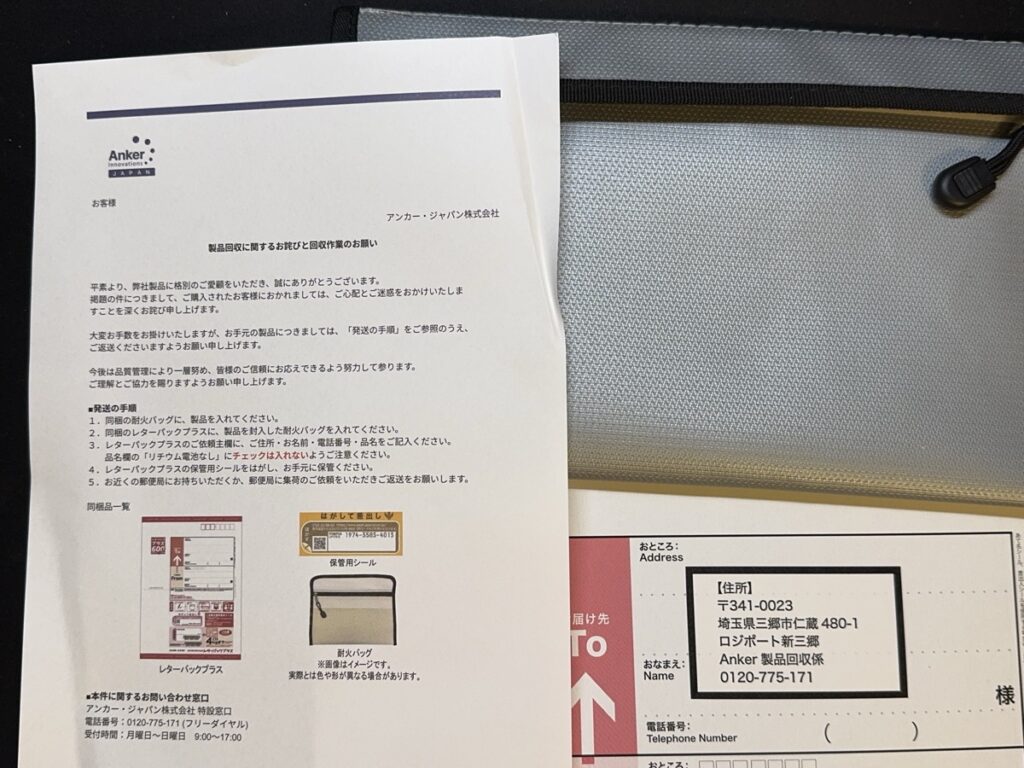 Anker
Innovations
JAPAN
お客様
アンカー・ジャパン株式会社
製品回収に関するお詫びと回収作業のお願い
平素より、弊社製品に格別のご愛顧をいただき、誠にありがとうございます。
掲題の件につきまして、ご購入されたお客様におかれましては、ご心配とご迷惑をおかけいたしま
すことを深くお詫び申し上げます。
大変お手数をお掛けいたしますが、お手元の製品につきましては、「発送の手順」をご参照のうえ、
ご返送くださいますようお願い申し上げます。
今後は品質管理により一層努め、皆様のご信頼にお応えできるよう努力して参ります。
ご理解とご協力を賜りますようお願い申し上げます。
■発送の手順
1．同梱の耐火バッグに、製品を入れてください。
2．同梱のレターパックプラスに、製品を封入した耐火バッグを入れてください。
3．レターパックプラスのご依頼主欄に、ご住所・お名前・電話番号・品名をご記入ください。
品名欄の「リチウム電池なし」にチェックは入れないようご注意ください。
4．レターパックプラスの保管用シールをはがし、お手元に保管ください。
5．お近くの郵便局にお持ちいただくか、郵便局に集荷のご依頼をいただきご返送をお願いします。
同梱品一覧
プラス
600
From
レターパックプラス
レターパックプラス
はがして差出し
1974-5585-4015
保管用シール
耐火バッグ
※画像はイメージです。
実際とは色や形が異なる場合があります。
■本件に関するお問い合わせ窓口
アンカー・ジャパン株式会社 特設窓口
電話番号：0120-775-171 (フリーダイヤル)
受付時間：月曜日～日曜日 9:00～17:00
届け先
To
おところ：
Address
【住所】
〒341-0023
埼玉県三郷市仁蔵 480-1
ロジポート新三郷
Anker 製品回収係
0120-775-171
おなまえ：
Name
様
電話番号：
Telephone Number
( )
おところ：